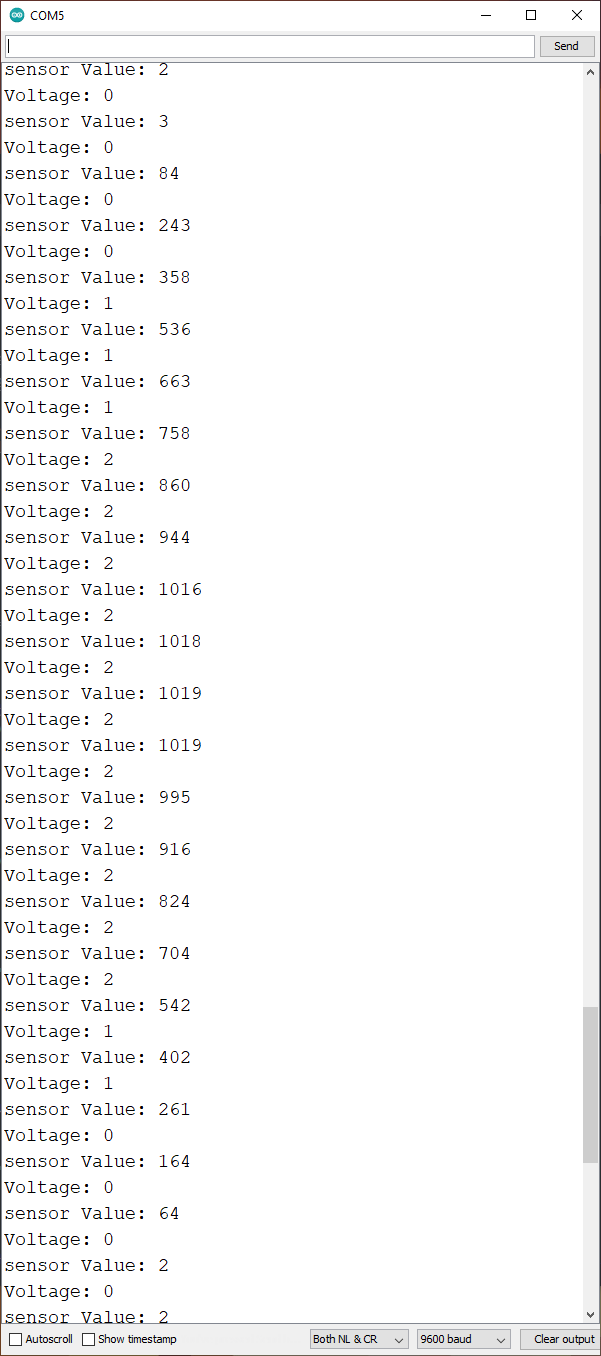 COM5
Send
sensor Value: 2
Voltage: 0
sensor Value: 3
Voltage: 0
sensor Value: 84
Voltage: 0
sensor Value: 243
Voltage: 0
sensor Value: 358
Voltage: 1
sensor Value: 536
Voltage: 1
sensor Value: 663
Voltage: 1
sensor Value: 758
Voltage: 2
sensor Value: 860
Voltage: 2
sensor Value: 944
Voltage: 2
sensor Value: 1016
Voltage: 2
sensor Value: 1018
Voltage: 2
sensor Value: 1019
Voltage: 2
sensor Value: 1019
Voltage: 2
sensor Value: 995
Voltage: 2
sensor Value: 916
Voltage: 2
sensor Value: 824
Voltage: 2
sensor Value: 704
Voltage: 2
sensor Value: 542
Voltage: 1
sensor Value: 402
Voltage: 1
sensor Value: 261
Voltage: 0
sensor Value: 164
Voltage: 0
sensor Value: 64
Voltage: 0
sensor Value: 2
Voltage: 0
sensor Value: 2
Autoscroll Show timestamp Both NL & CR 9600 baud Clear output